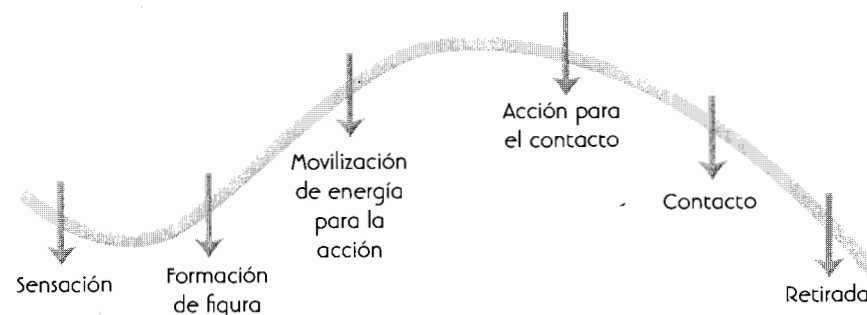 Sensación
Formación
de figura
Movilización
de energía
para la
acción
Acción para
el contacto
Contacto
Retirada